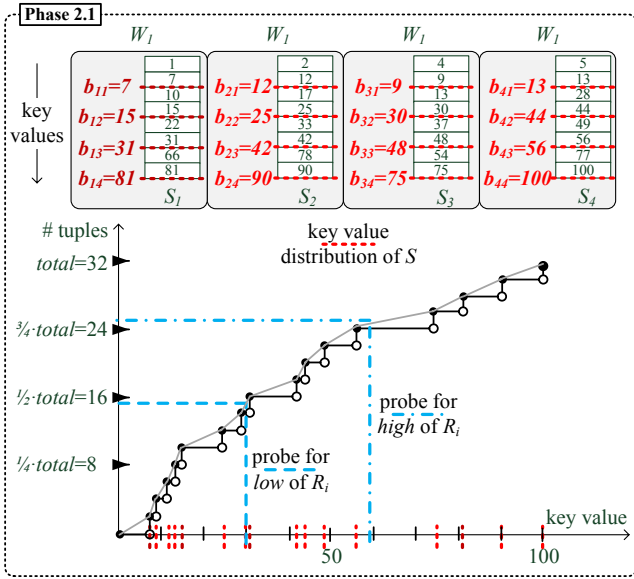 Phase 2.1
W1 W1 W1 W1
1 2 4 5
7 12 9 13
b11=7 b21=12 b31=9 b41=13
10 17 13 28
15 25 30 44
b12=15 b22=25 b32=30 b42=44
22 33 37 49
31 42 48 56
b13=31 b23=42 b33=48 b43=56
66 78 54 77
81 90 75 100
b14=81 b24=90 b34=75 b44=100
S1 S2 S3 S4
key
values
# tuples
key value
distribution of S
total=32
¾·total=24
½·total=16
¼·total=8
probe for
high of Ri
probe for
low of Ri
key value
50 100